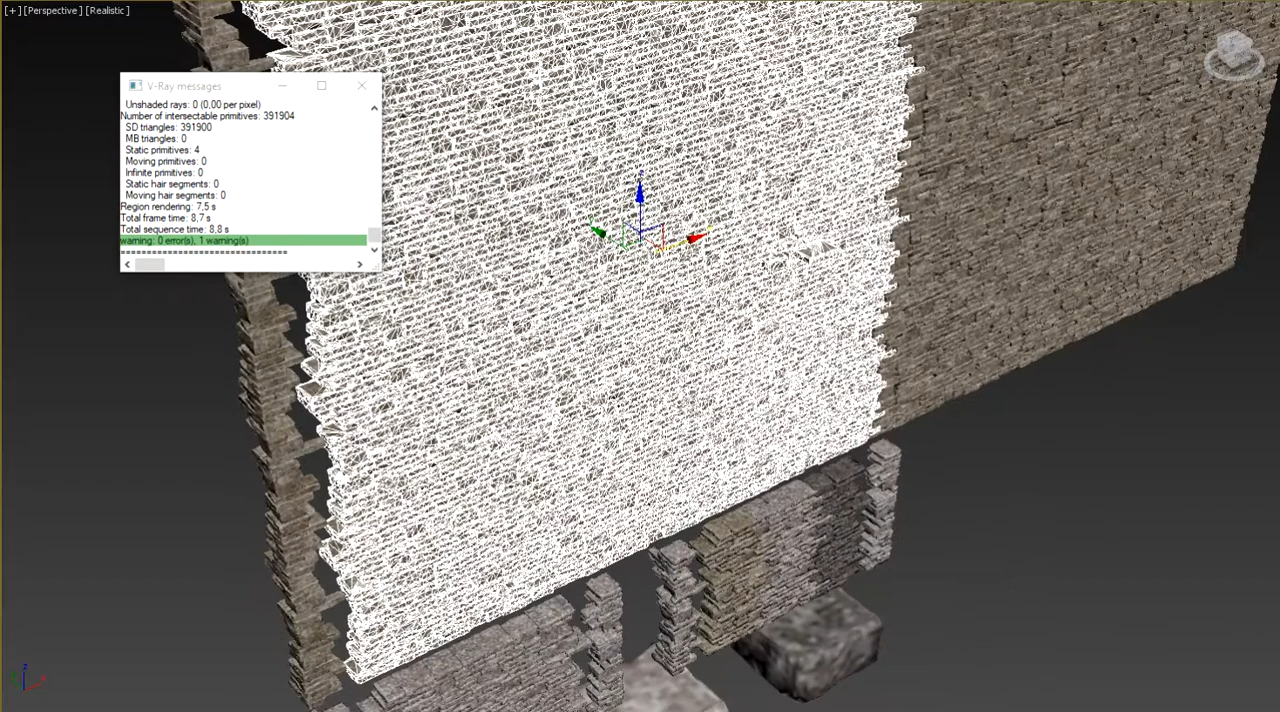 [+] [Perspective ] [Realistic ]
V-Ray messages
Unshaded rays: 0 (0,00 per pixel)
Number of intersectable primitives: 391904
SD triangles: 391900
MB triangles: 0
Static primitives: 4
Moving primitives: 0
Infinite primitives: 0
Static hair segments: 0
Moving hair segments: 0
Region rendering: 7,5 s
Total frame time: 8,7 s
Total sequence time: 8,8 s
warning: 0 error(s), 1 warning(s)
==============================
z
z